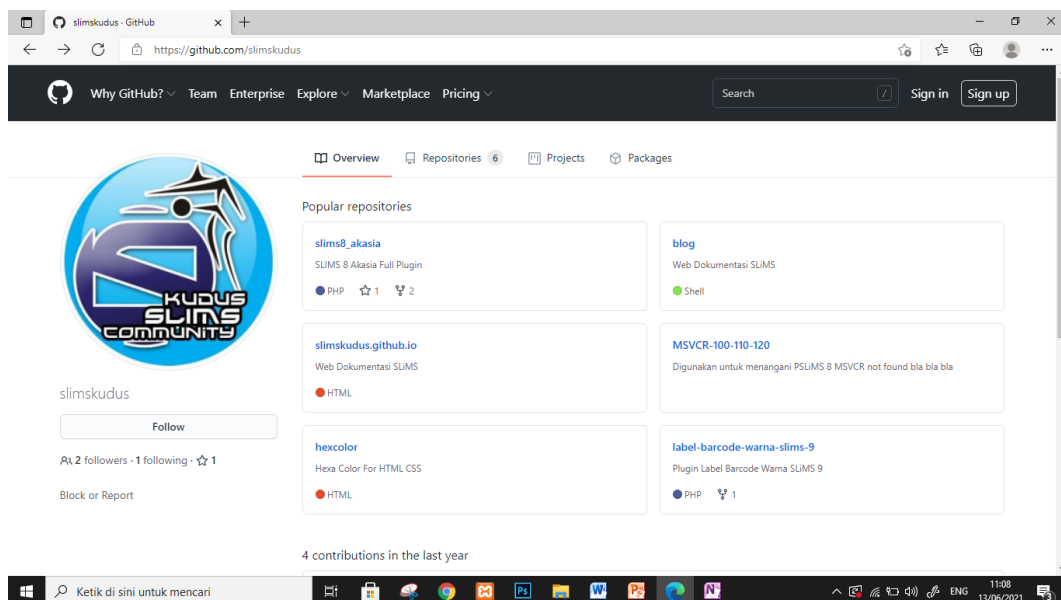 slimskudus · GitHub
https://github.com/slimskudus
Why GitHub? Team Enterprise Explore Marketplace Pricing Search / Sign in Sign up
Overview Repositories 6 Projects Packages
KUDUS
SLIMS
COMMUNITY
slimskudus
Follow
2 followers · 1 following · 1
Block or Report
Popular repositories
slims8_akasia
SLIMS 8 Akasia Full Plugin
PHP 1 2
blog
Web Dokumentasi SLiMS
Shell
slimskudus.github.io
Web Dokumentasi SLiMS
HTML
MSVCR-100-110-120
Digunakan untuk menangani PSLiMS 8 MSVCR not found bla bla bla
hexcolor
Hexa Color For HTML CSS
HTML
label-barcode-warna-slims-9
Plugin Label Barcode Warna SLiMS 9
PHP 1
4 contributions in the last year
Ketik di sini untuk mencari
Ps
ENG
11:08
13/06/2021
3